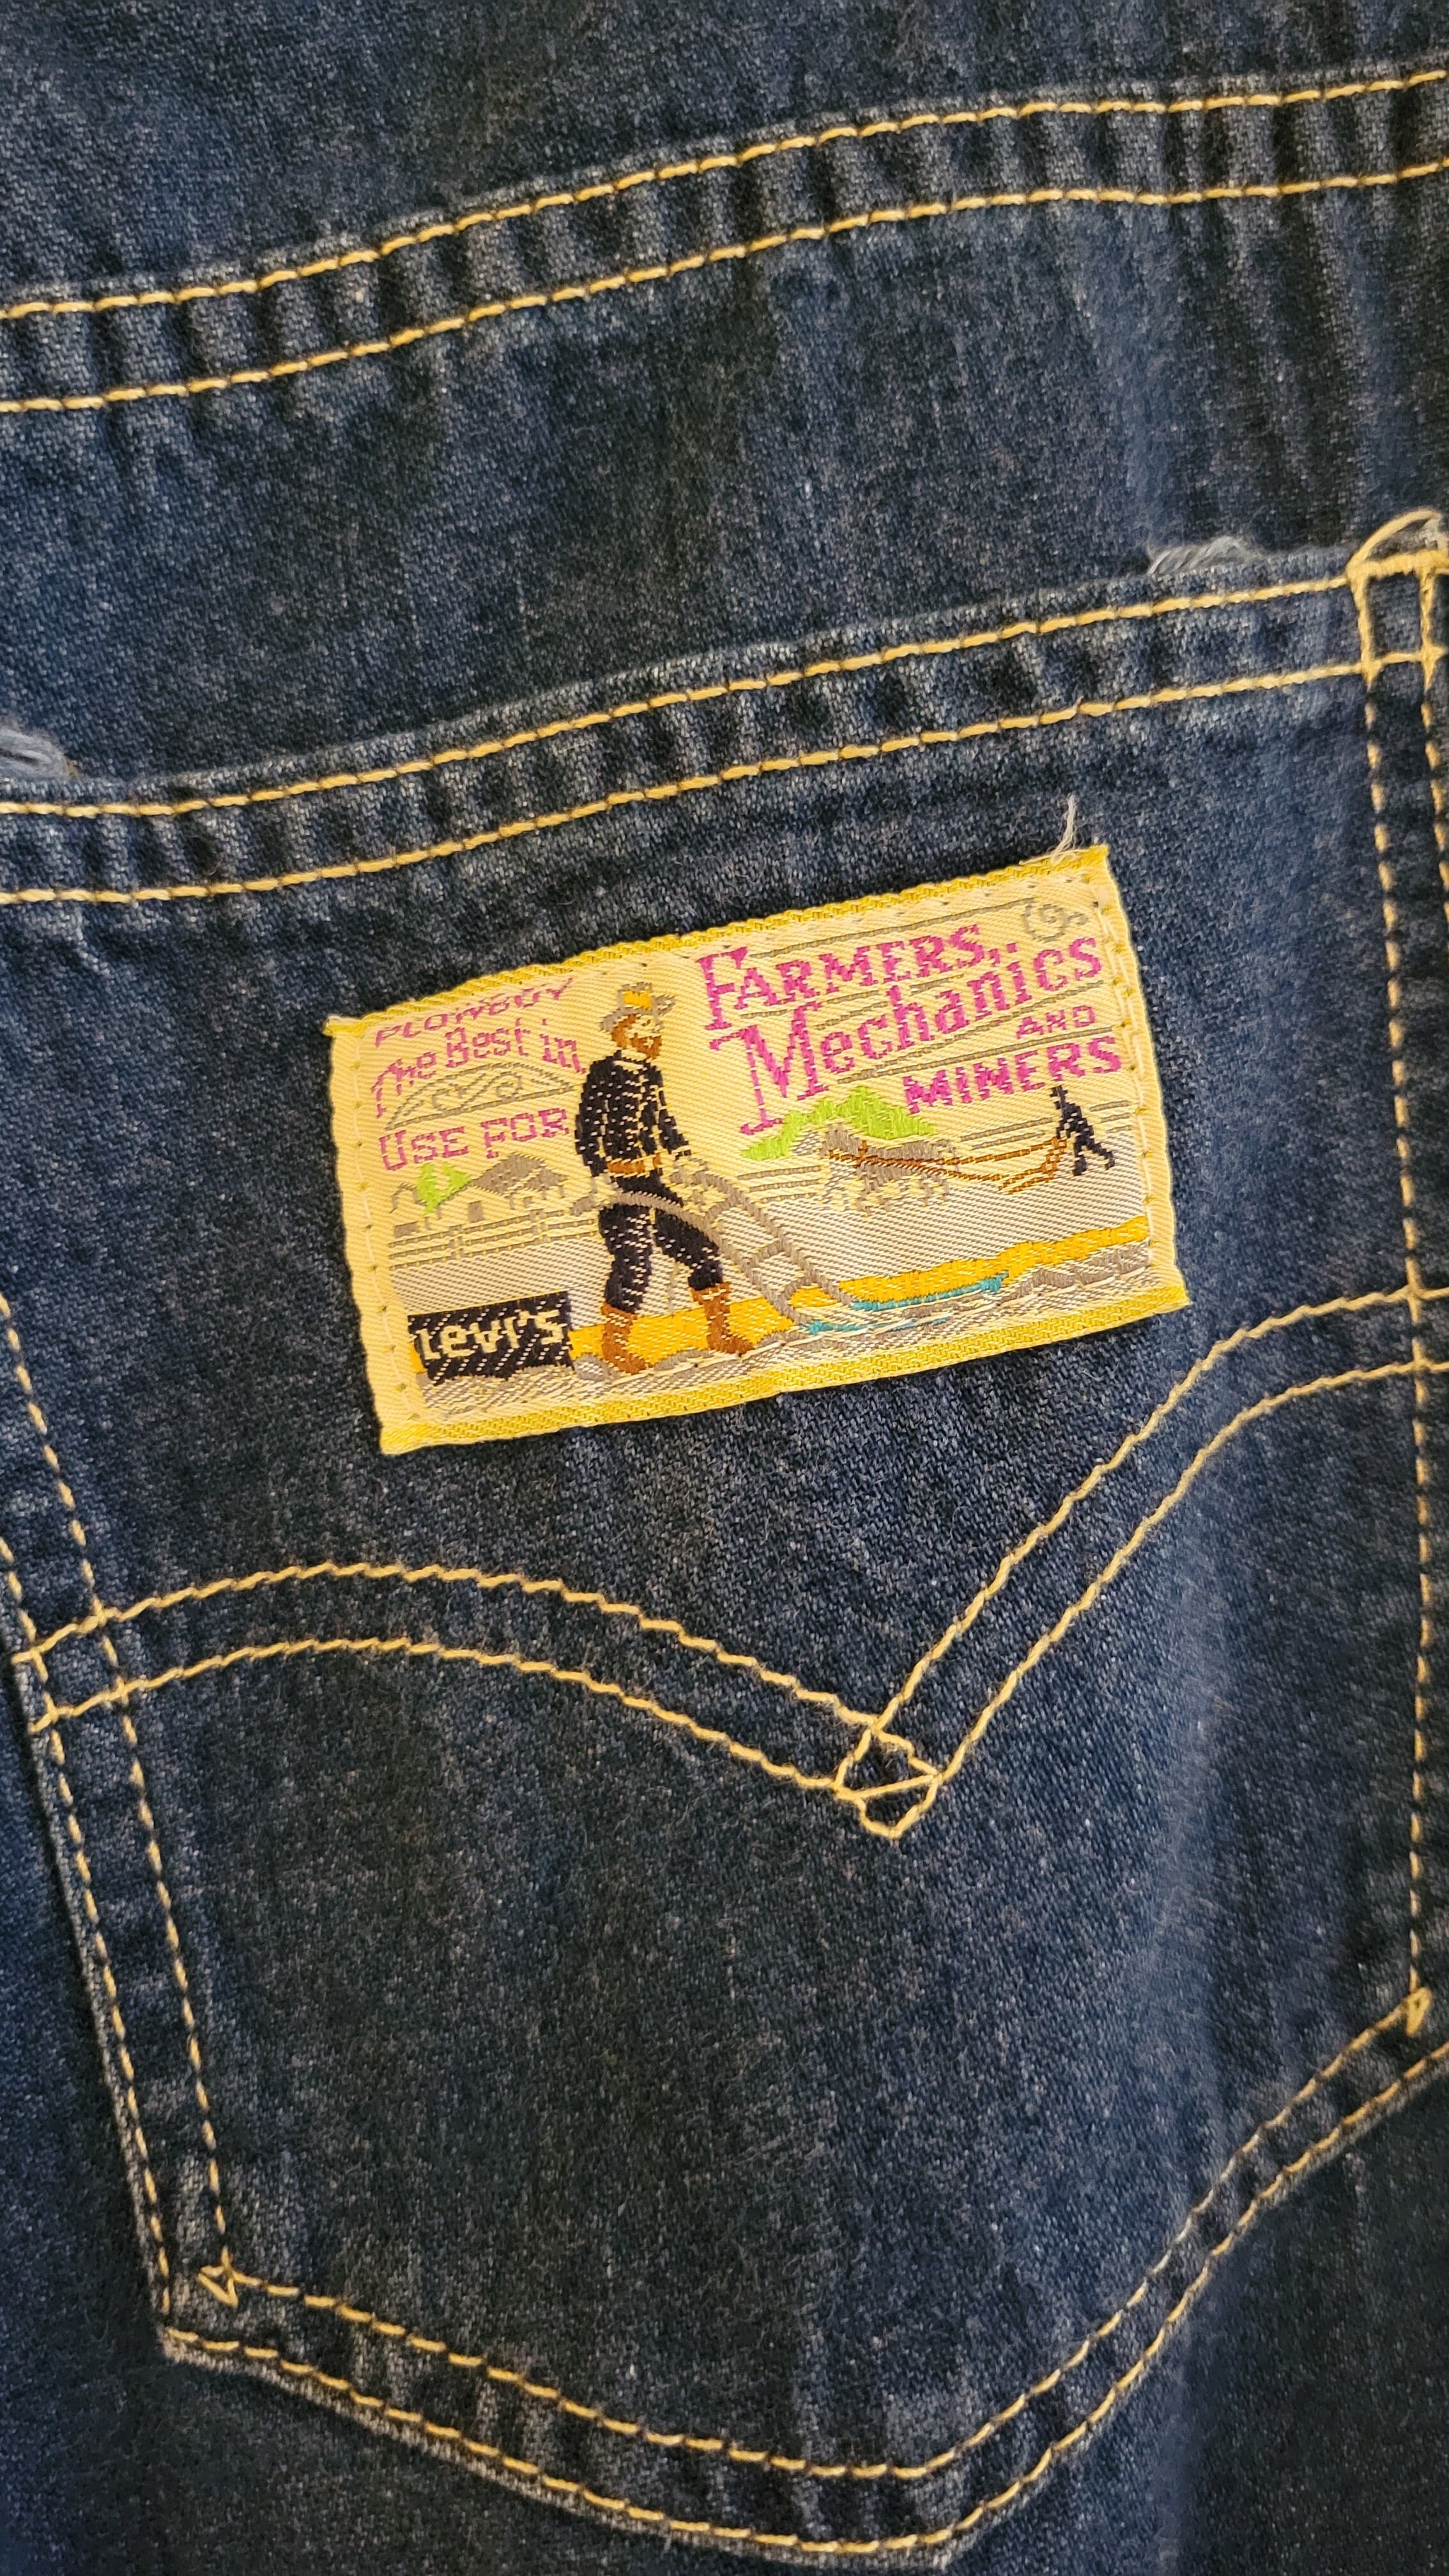 PLOWBOY
The Best in
USE FOR
FARMERS,
Mechanics
AND
MINERS
Levi's